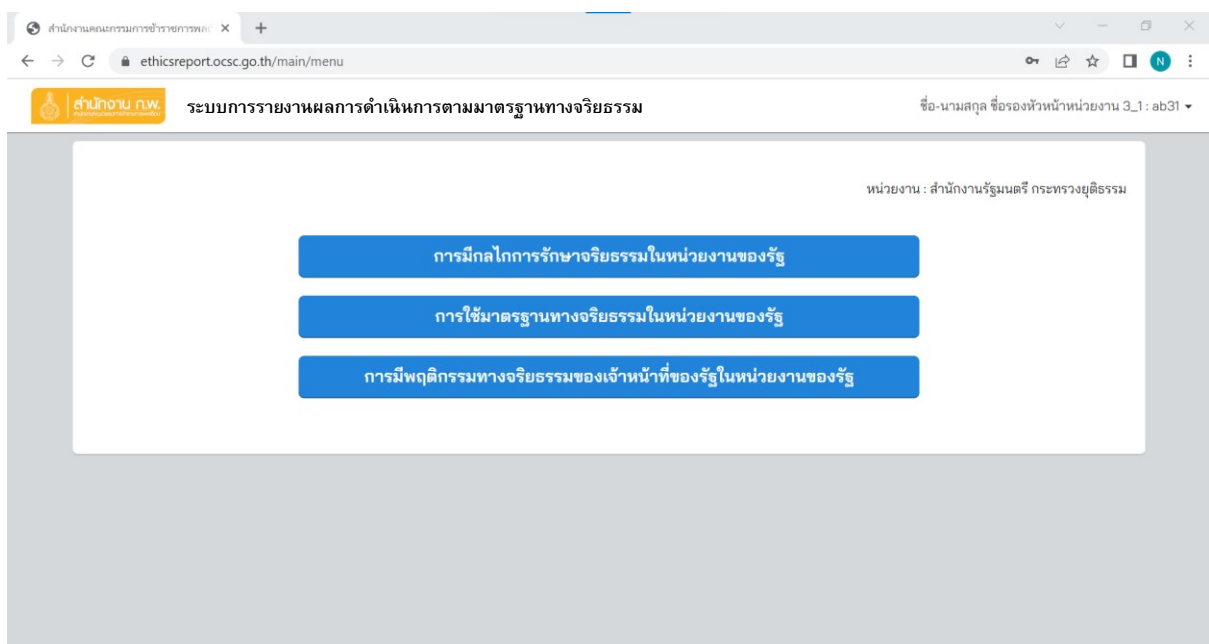 สำนักงานคณะกรรมการข้าราชการพลเ
ethicsreport.ocsc.go.th/main/menu
N
สำนักงาน ก.พ.
ระบบการรายงานผลการดำเนินการตามมาตรฐานทางจริยธรรม
ชื่อ-นามสกุล ชื่อรองหัวหน้าหน่วยงาน 3_1 : ab31
หน่วยงาน : สำนักงานรัฐมนตรี กระทรวงยุติธรรม
การมีกลไกการรักษาจริยธรรมในหน่วยงานของรัฐ
การใช้มาตรฐานทางจริยธรรมในหน่วยงานของรัฐ
การมีพฤติกรรมทางจริยธรรมของเจ้าหน้าที่ของรัฐในหน่วยงานของรัฐ